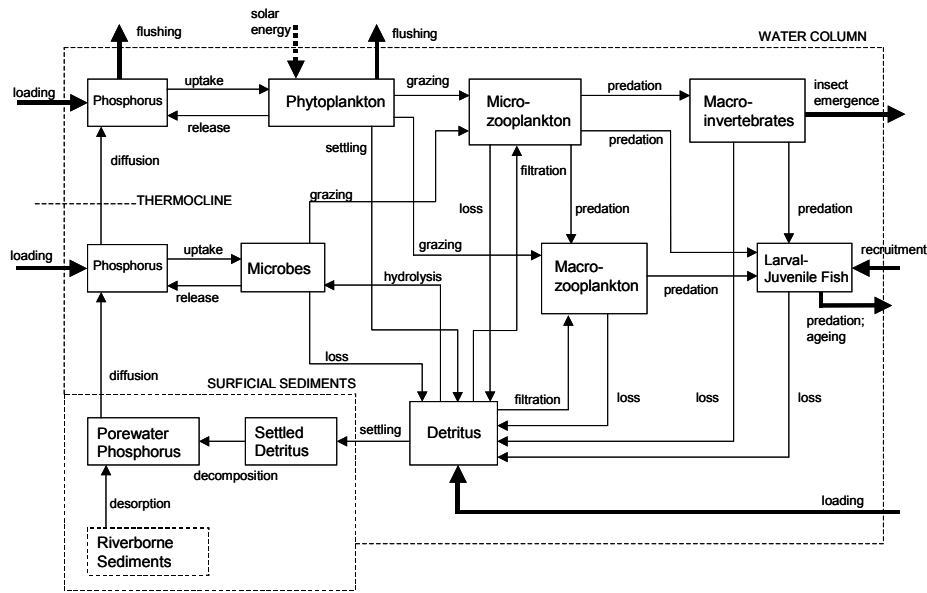 flushing
solar
energy
flushing
WATER COLUMN
loading
Phosphorus
uptake
release
Phytoplankton
grazing
Micro-
zooplankton
predation
predation
Macro-
invertebrates
insect
emergence
settling
diffusion
filtration
THERMOCLINE
grazing
loss
predation
predation
grazing
loading
Phosphorus
uptake
release
Microbes
hydrolysis
Macro-
zooplankton
predation
Larval-
Juvenile Fish
recruitment
predation;
ageing
loss
diffusion
SURFICIAL SEDIMENTS
filtration
loss
loss
loss
Porewater
Phosphorus
Settled
Detritus
settling
Detritus
decomposition
desorption
loading
Riverborne
Sediments